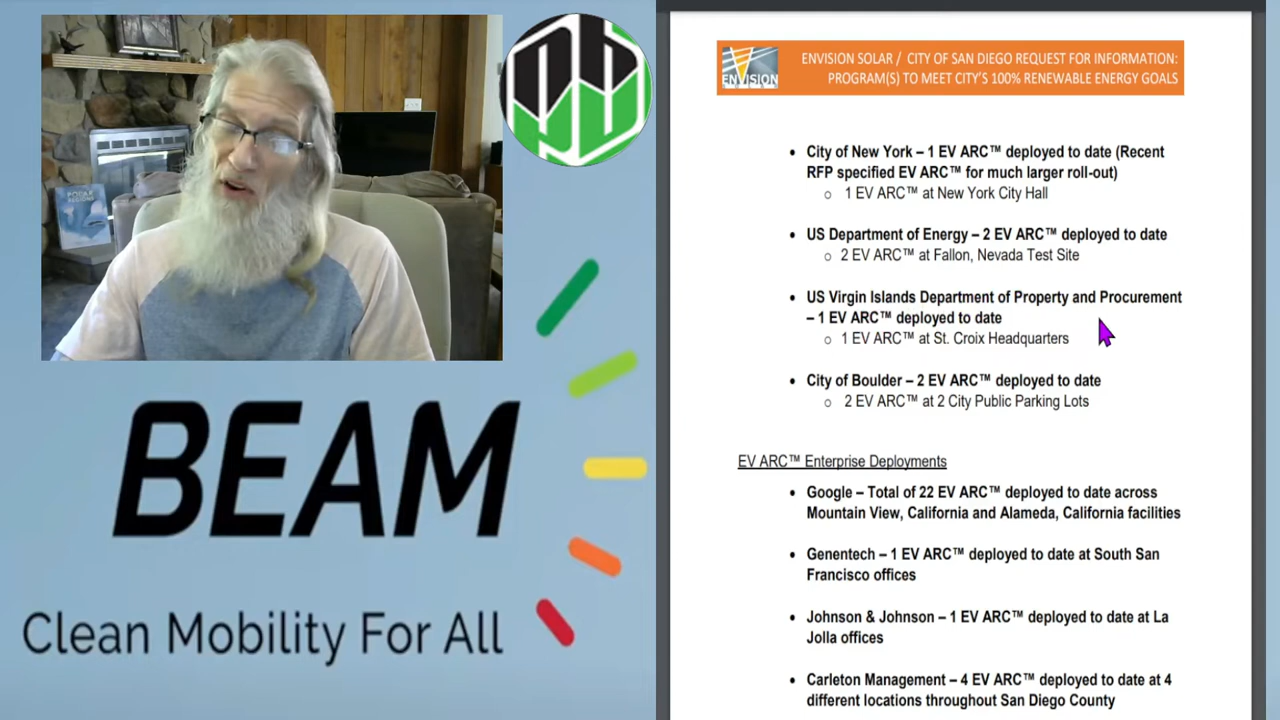 BEAM
Clean Mobility For All
ENVISION
ENVISION SOLAR / CITY OF SAN DIEGO REQUEST FOR INFORMATION:
PROGRAM(S) TO MEET CITY'S 100% RENEWABLE ENERGY GOALS
• City of New York – 1 EV ARC™ deployed to date (Recent
RFP specified EV ARC™ for much larger roll-out)
o 1 EV ARC™ at New York City Hall
• US Department of Energy – 2 EV ARC™ deployed to date
o 2 EV ARC™ at Fallon, Nevada Test Site
• US Virgin Islands Department of Property and Procurement
– 1 EV ARC™ deployed to date
o 1 EV ARC™ at St. Croix Headquarters
• City of Boulder – 2 EV ARC™ deployed to date
o 2 EV ARC™ at 2 City Public Parking Lots
EV ARC™ Enterprise Deployments
• Google – Total of 22 EV ARC™ deployed to date across
Mountain View, California and Alameda, California facilities
• Genentech – 1 EV ARC™ deployed to date at South San
Francisco offices
• Johnson & Johnson – 1 EV ARC™ deployed to date at La
Jolla offices
• Carleton Management – 4 EV ARC™ deployed to date at 4
different locations throughout San Diego County